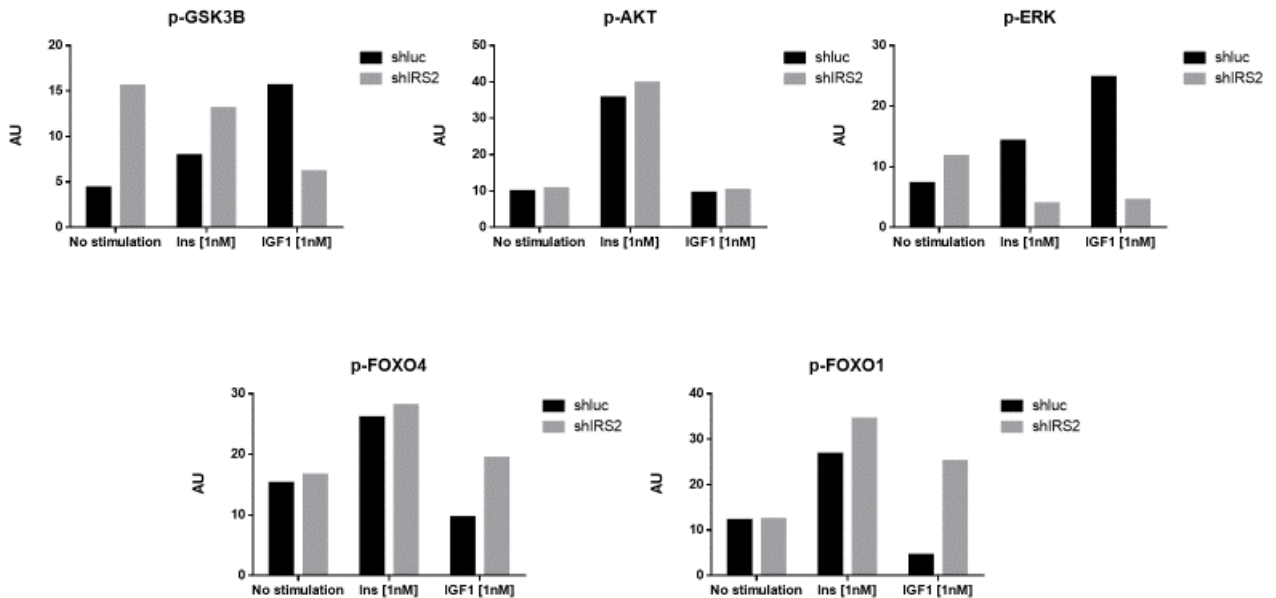 p-GSK3B
20
15
10
5
0
AU
No stimulation
Ins [1nM]
IGF1 [1nM]
shluc
shIRS2
p-AKT
50
40
30
20
10
0
AU
No stimulation
Ins [1nM]
IGF1 [1nM]
shluc
shIRS2
p-ERK
30
20
10
0
AU
No stimulation
Ins [1nM]
IGF1 [1nM]
shluc
shIRS2
p-FOXO4
30
20
10
0
AU
No stimulation
Ins [1nM]
IGF1 [1nM]
shluc
shIRS2
p-FOXO1
40
30
20
10
0
AU
No stimulation
Ins [1nM]
IGF1 [1nM]
shluc
shIRS2